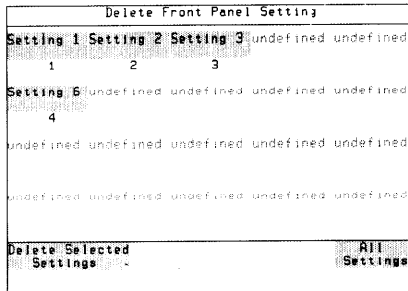 Delete Front Panel Setting
Setting 1 Setting 2 Setting 3 undefined undefined
1 2 3
Setting 6 undefined undefined undefined undefined
4
undefined undefined undefined undefined undefined
undefined undefined undefined undefined undefined
Delete Selected All
Settings Settings